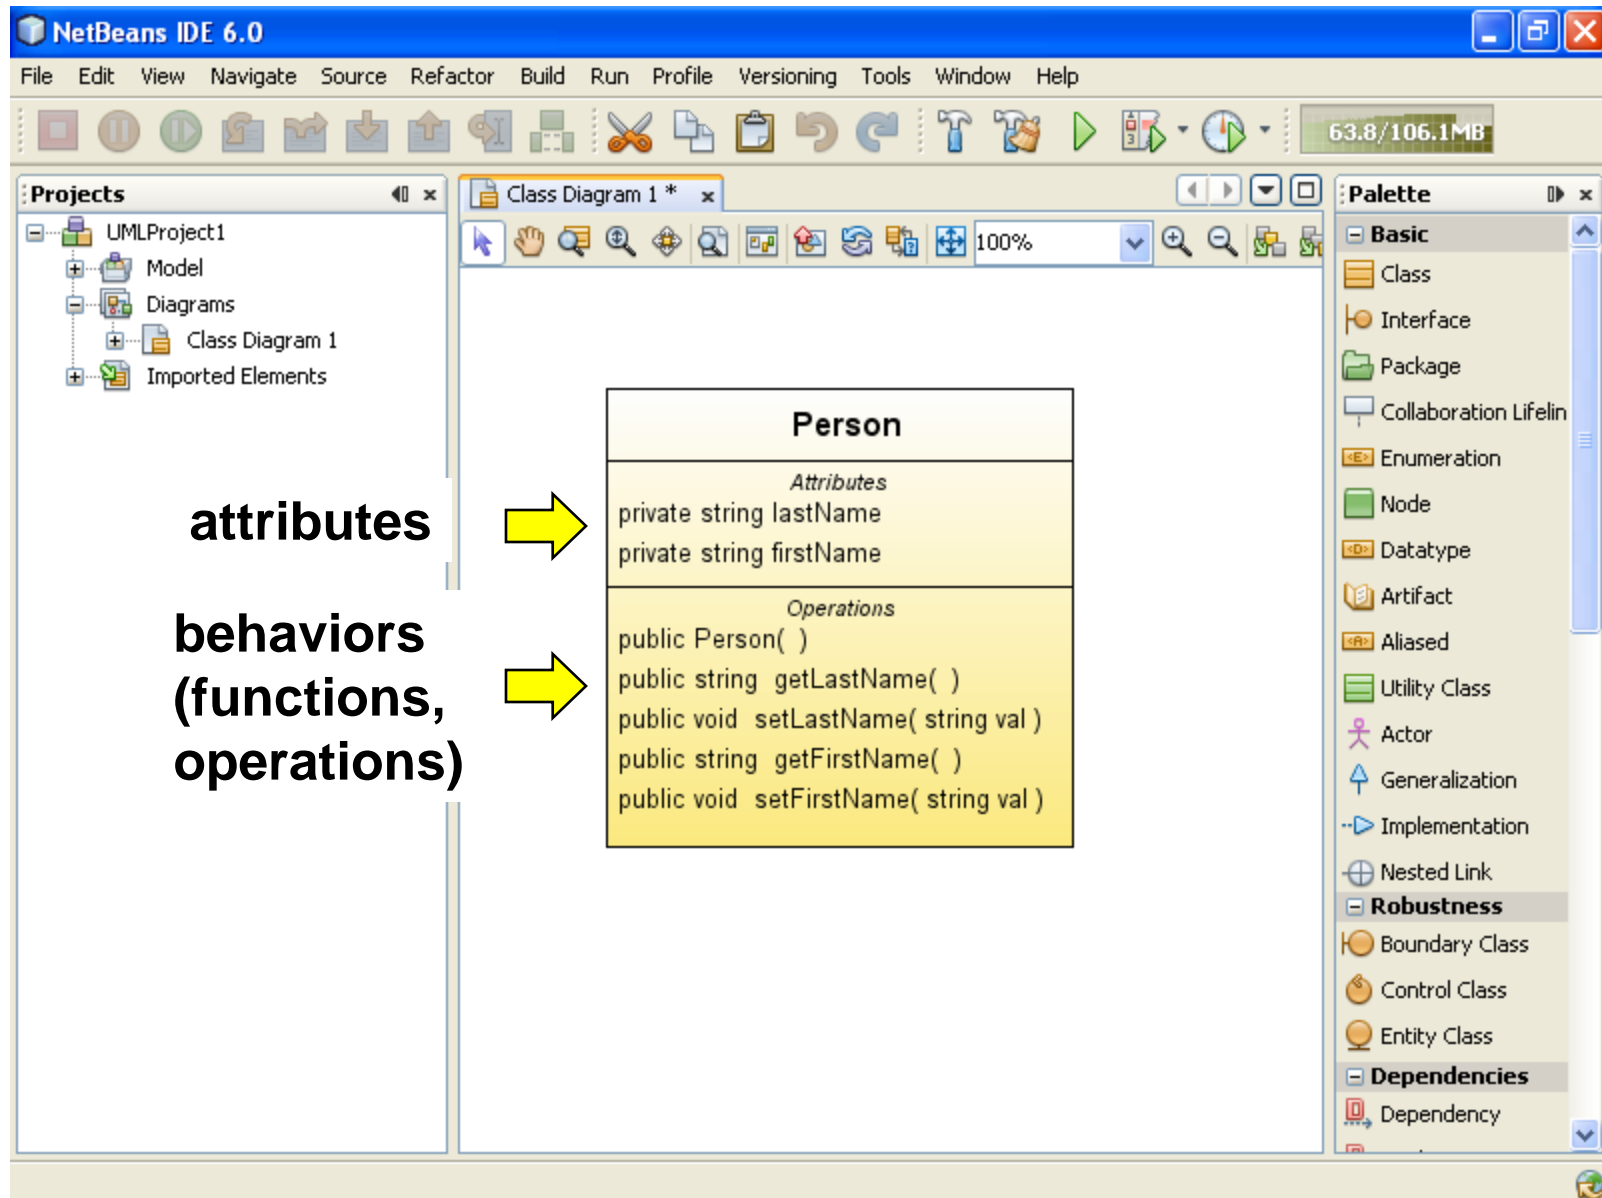 NetBeans IDE 6.0
File Edit View Navigate Source Refactor Build Run Profile Versioning Tools Window Help
63.8/106.1MB
Projects
UMLProject1
Model
Diagrams
Class Diagram 1
Imported Elements
Class Diagram 1 *
100%
attributes
behaviors
(functions,
operations)
Person
Attributes
private string lastName
private string firstName
Operations
public Person( )
public string getLastName( )
public void setLastName( string val )
public string getFirstName( )
public void setFirstName( string val )
Palette
Basic
Class
Interface
Package
Collaboration Lifelin
Enumeration
Node
Datatype
Artifact
Aliased
Utility Class
Actor
Generalization
Implementation
Nested Link
Robustness
Boundary Class
Control Class
Entity Class
Dependencies
Dependency